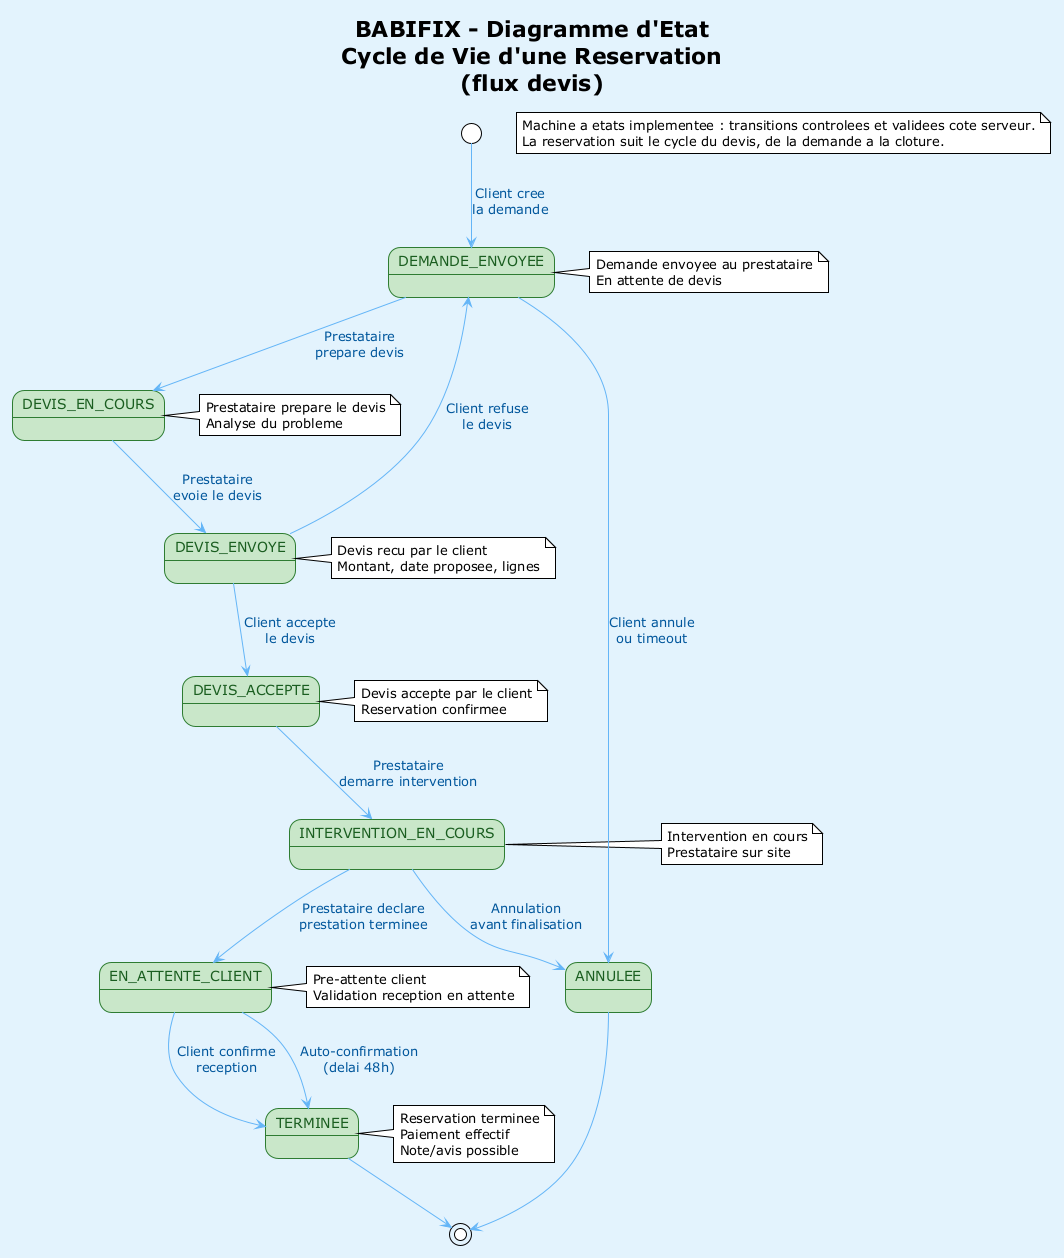 BABIFIX - Diagramme d'Etat
Cycle de Vie d'une Reservation
(flux devis)
Machine a etats implementee : transitions controlees et validees cote serveur.
La reservation suit le cycle du devis, de la demande a la cloture.
Client cree
la demande
DEMANDE_ENVOYEE
Demande envoyee au prestataire
En attente de devis
Prestataire
prepare devis
DEVIS_EN_COURS
Prestataire prepare le devis
Analyse du probleme
Client refuse
le devis
Prestataire
evoie le devis
DEVIS_ENVOYE
Devis recu par le client
Montant, date proposee, lignes
Client accepte
le devis
Client annule
ou timeout
DEVIS_ACCEPTE
Devis accepte par le client
Reservation confirmee
Prestataire
demarre intervention
INTERVENTION_EN_COURS
Intervention en cours
Prestataire sur site
Prestataire declare
prestation terminee
Annulation
avant finalisation
EN_ATTENTE_CLIENT
Pre-attente client
Validation reception en attente
ANNULEE
Client confirme
reception
Auto-confirmation
(delai 48h)
TERMINEE
Reservation terminee
Paiement effectif
Note/avis possible